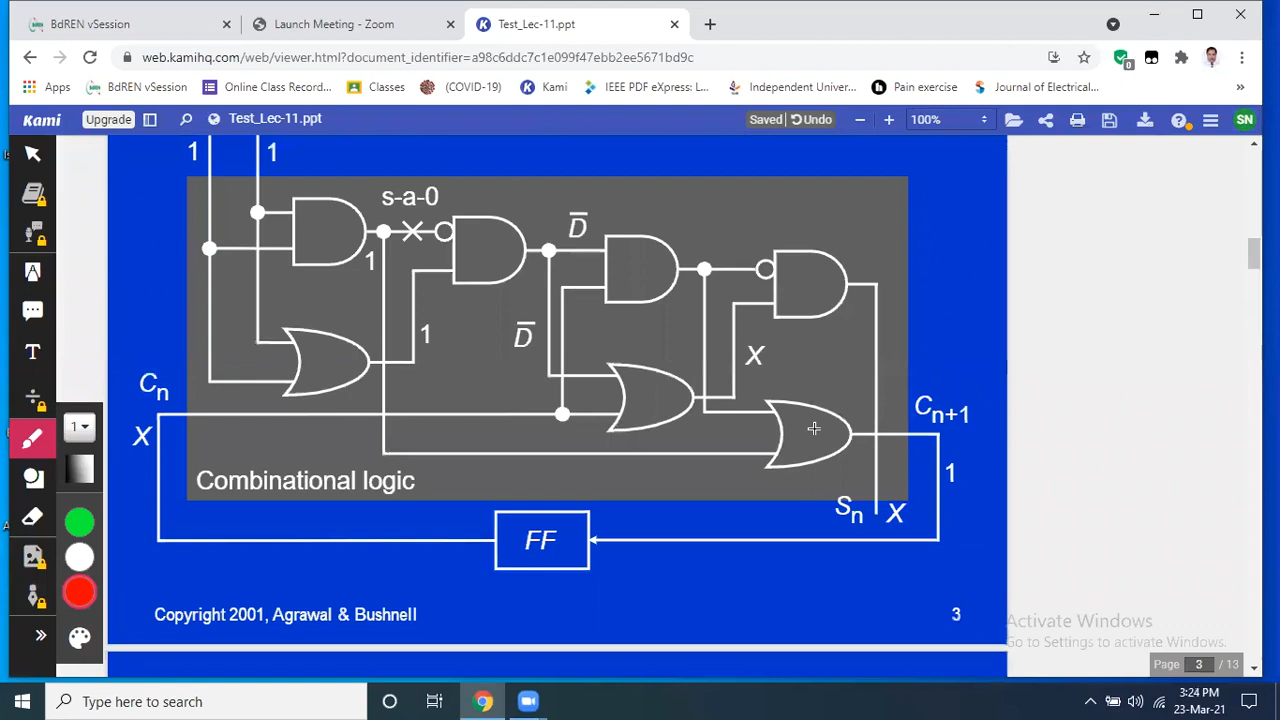 BdREN vSession
Launch Meeting - Zoom
Test_Lec-11.ppt
web.kamihq.com/web/viewer.html?document_identifier=a98c6ddc7c1e099f47ebb2ee5671bd9c
Apps
BdREN vSession
Online Class Record...
Classes
(COVID-19)
Kami
IEEE PDF eXpress: L...
Independent Univer...
Pain exercise
Journal of Electrical...
»
Kami
Upgrade
Test_Lec-11.ppt
Saved
Undo
100%
SN
1
1
s-a-0
D̅
1
1
D̅
X
Cn
X
Cn+1
1
Combinational logic
Sn
X
FF
Copyright 2001, Agrawal & Bushnell
3
T
1
»
Activate Windows
Go to Settings to activate Windows.
Page 3 / 13
Type here to search
3:24 PM
23-Mar-21